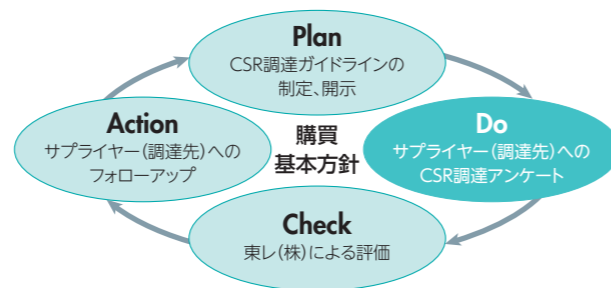 Plan
CSR調達ガイドラインの
制定、開示
Action
サプライヤー(調達先)への
フォローアップ
購買
基本方針
Do
サプライヤー(調達先)への
CSR調達アンケート
Check
東レ(株)による評価